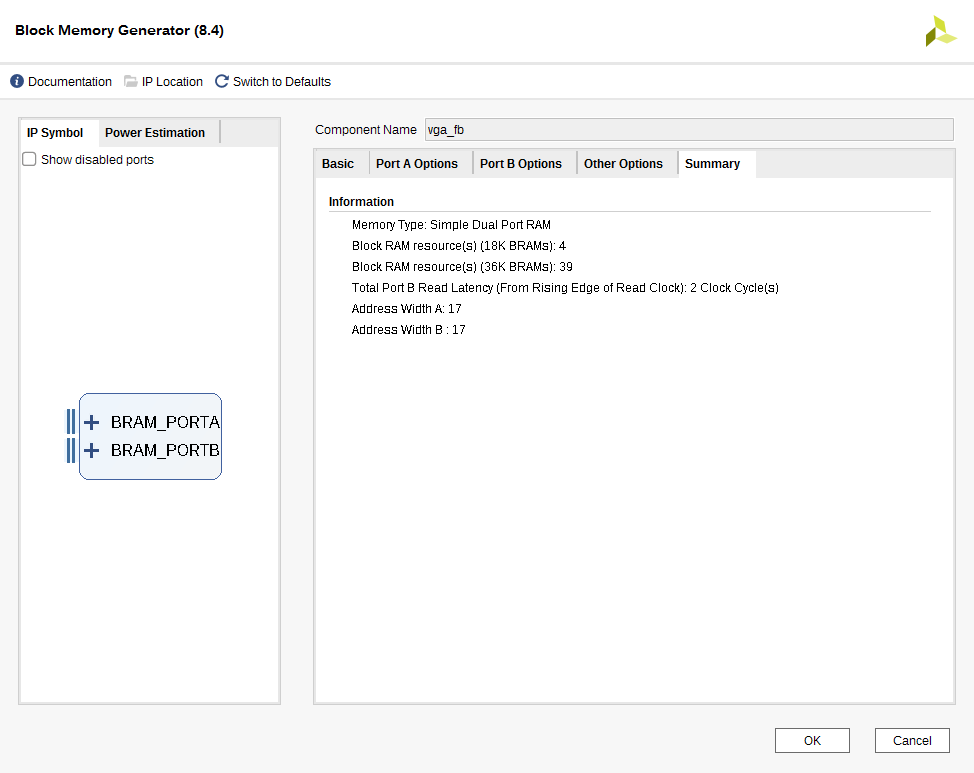 Block Memory Generator (8.4)
Documentation IP Location Switch to Defaults
IP Symbol Power Estimation
Show disabled ports
BRAM_PORTA
BRAM_PORTB
Component Name vga_fb
Basic Port A Options Port B Options Other Options Summary
Information
Memory Type: Simple Dual Port RAM
Block RAM resource(s) (18K BRAMs): 4
Block RAM resource(s) (36K BRAMs): 39
Total Port B Read Latency (From Rising Edge of Read Clock): 2 Clock Cycle(s)
Address Width A: 17
Address Width B : 17
OK Cancel